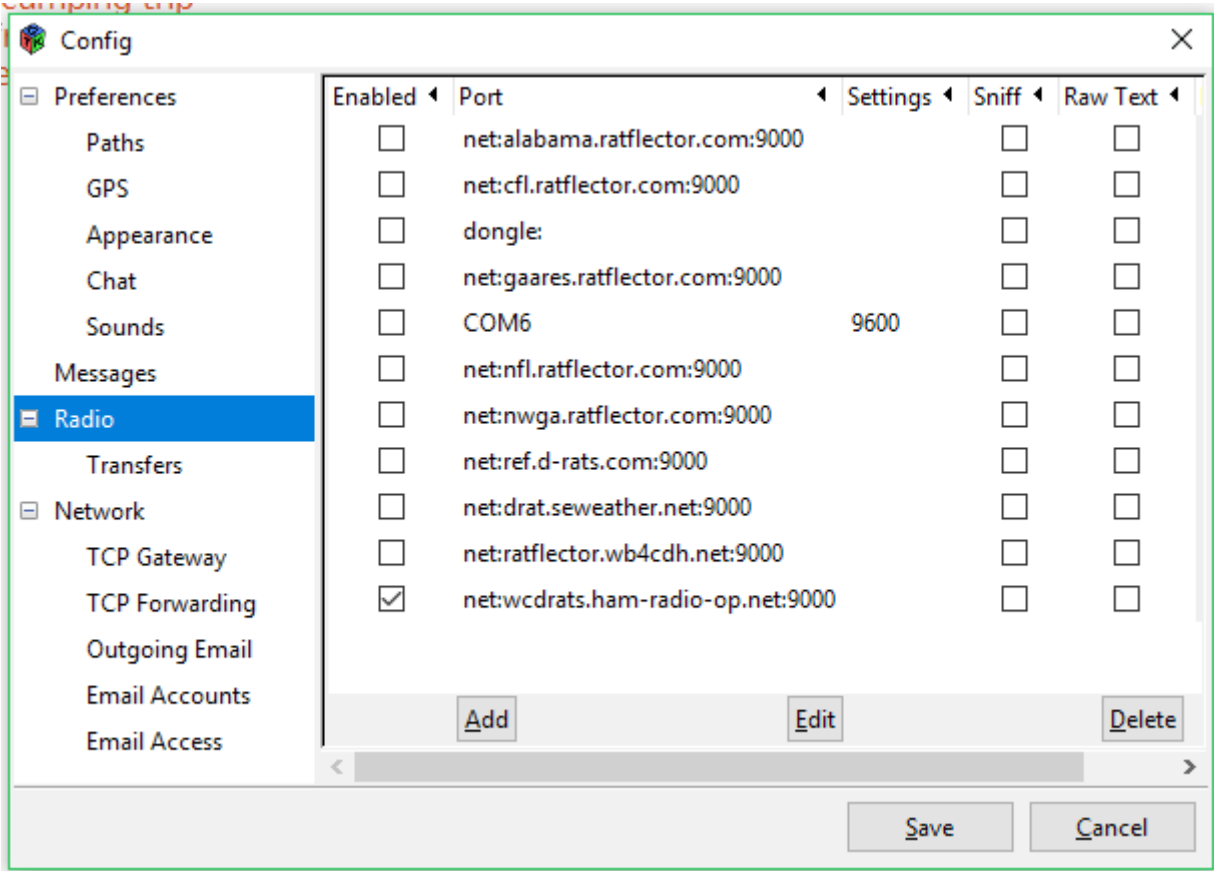 camping trip
Config
Preferences
Paths
GPS
Appearance
Chat
Sounds
Messages
Radio
Transfers
Network
TCP Gateway
TCP Forwarding
Outgoing Email
Email Accounts
Email Access
Enabled Port Settings Sniff Raw Text
net:alabama.ratflector.com:9000
net:cfl.ratflector.com:9000
dongle:
net:gaares.ratflector.com:9000
COM6 9600
net:nfl.ratflector.com:9000
net:nwga.ratflector.com:9000
net:ref.d-rats.com:9000
net:drat.seweather.net:9000
net:ratflector.wb4cdh.net:9000
net:wcdrats.ham-radio-op.net:9000
Add Edit Delete
Save Cancel